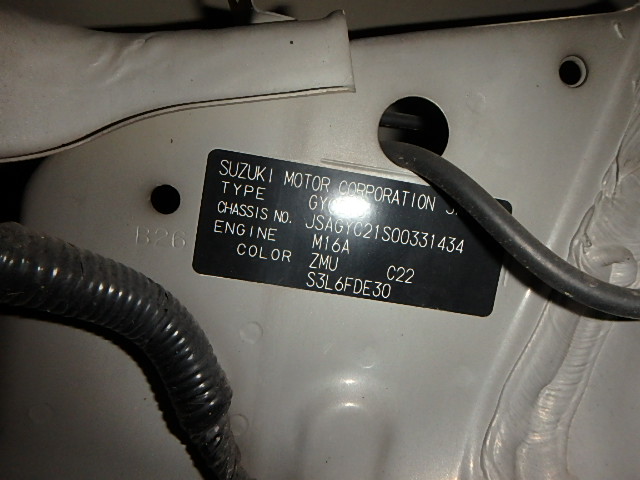 SUZUKI MOTOR CORPORATION
TYPE
CHASSIS NO. JSAGYC21S00331434
ENGINE M16A
COLOR ZMU C22
S3L6FDE30
B26